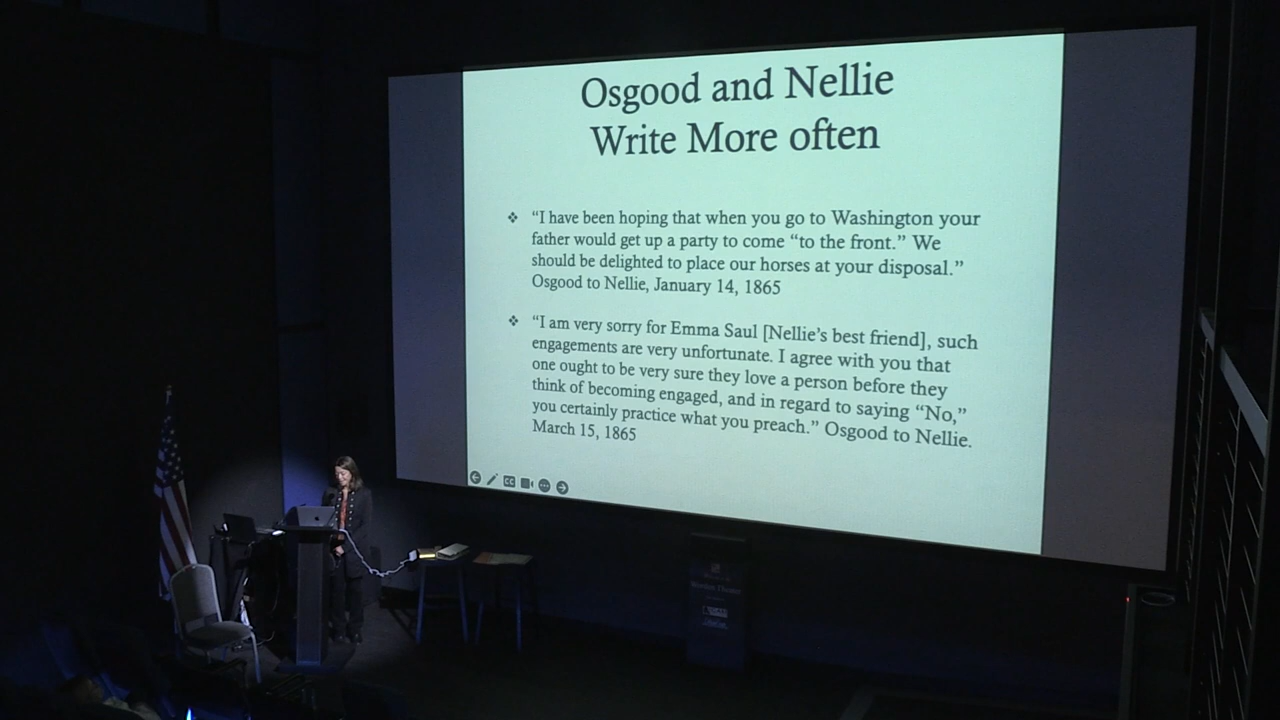 Osgood and Nellie
Write More often
❖ “I have been hoping that when you go to Washington your
father would get up a party to come “to the front.” We
should be delighted to place our horses at your disposal.”
Osgood to Nellie, January 14, 1865
❖ “I am very sorry for Emma Saul [Nellie’s best friend], such
engagements are very unfortunate. I agree with you that
one ought to be very sure they love a person before they
think of becoming engaged, and in regard to saying “No,”
you certainly practice what you preach.” Osgood to Nellie.
March 15, 1865
CC